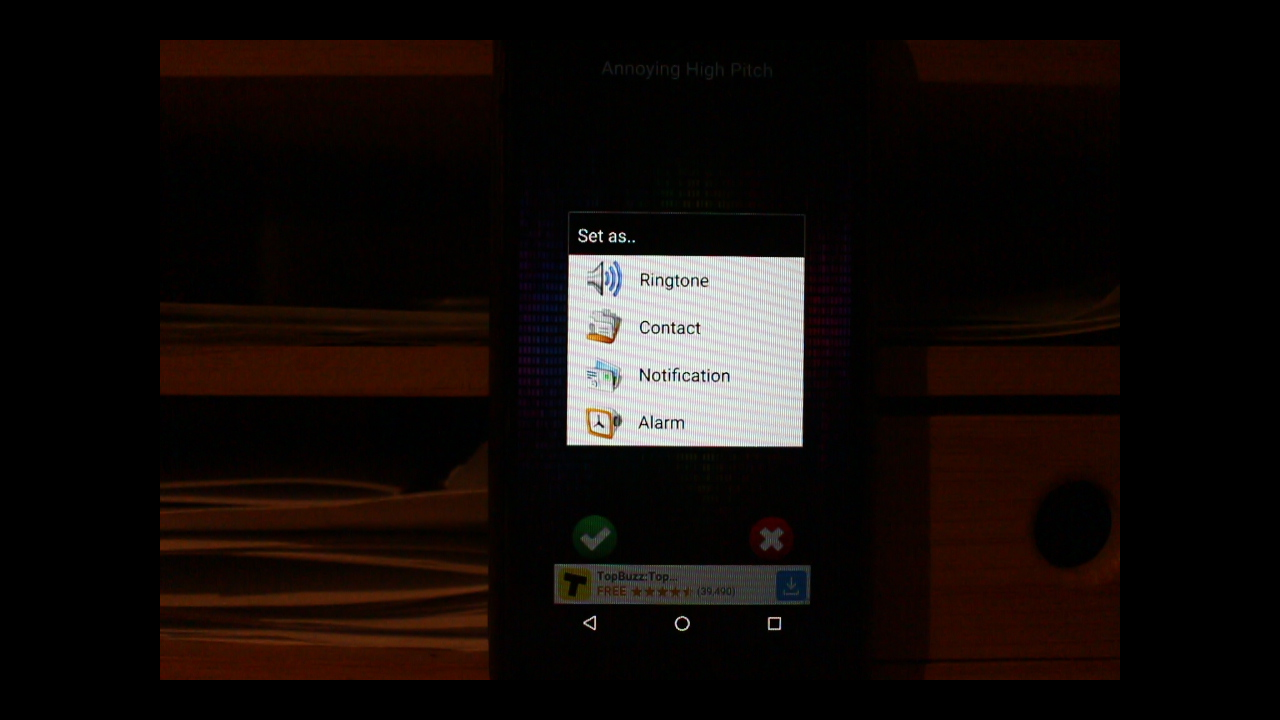 Annoying High Pitch
Set as..
Ringtone
Contact
Notification
Alarm
TopBuzz:Top...
FREE (39,490)